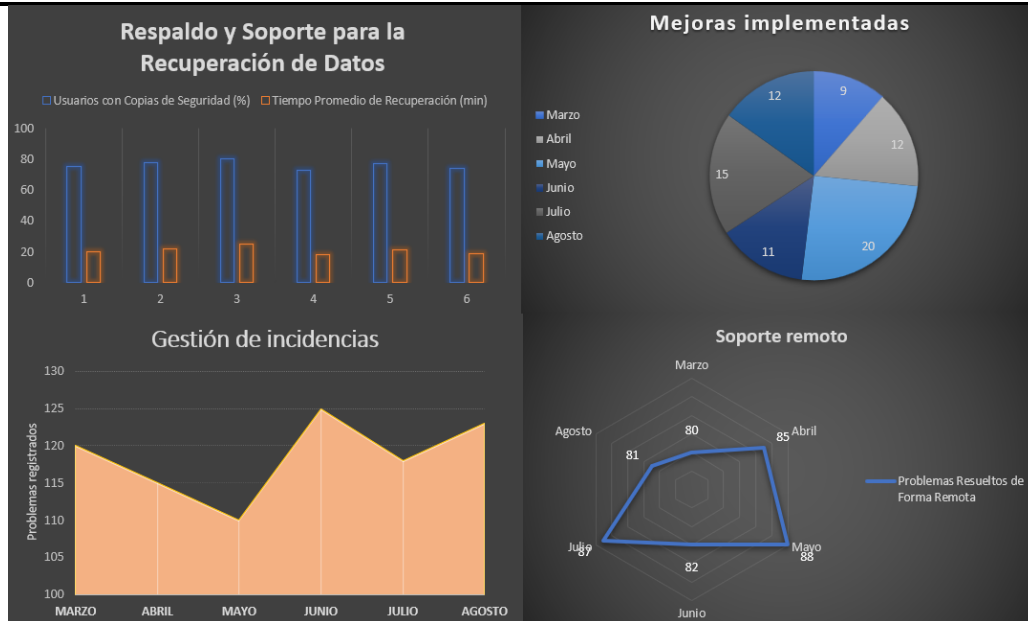 Respaldo y Soporte para la
Recuperación de Datos
Usuarios con Copias de Seguridad (%) Tiempo Promedio de Recuperación (min)
100
80
60
40
20
0
1 2 3 4 5 6
Mejoras implementadas
Marzo
Abril
Mayo
Junio
Julio
Agosto
9
12
20
11
15
12
Gestión de incidencias
Problemas registrados
130
125
120
115
110
105
100
MARZO ABRIL MAYO JUNIO JULIO AGOSTO
Soporte remoto
Marzo
80
Abril
85
Mayo
88
Junio
82
Julio
87
Agosto
81
Problemas Resueltos de
Forma Remota